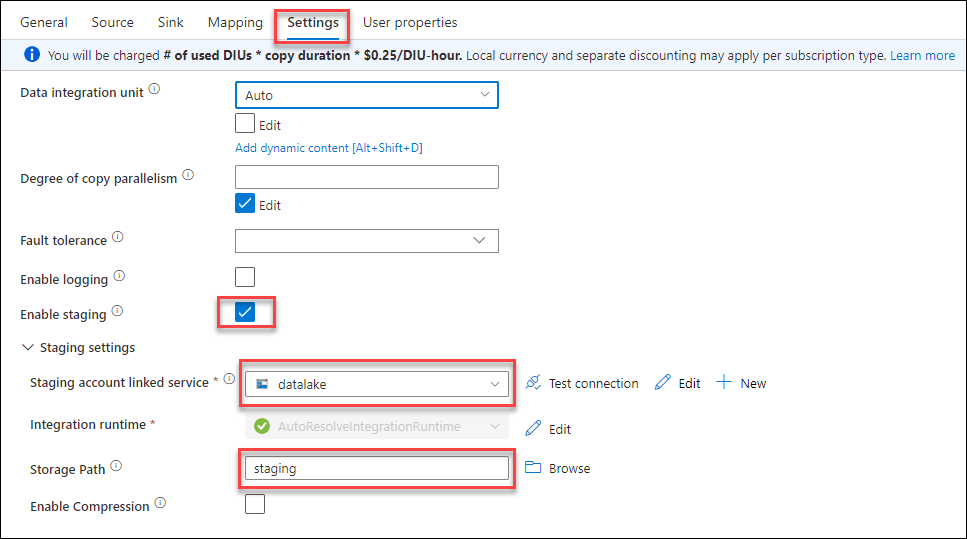 General Source Sink Mapping Settings User properties
You will be charged # of used DIUs * copy duration * $0.25/DIU-hour. Local currency and separate discounting may apply per subscription type. Learn more
Data integration unit Auto
Edit
Add dynamic content [Alt+Shift+D]
Degree of copy parallelism
Edit
Fault tolerance
Enable logging
Enable staging
Staging settings
Staging account linked service * datalake Test connection Edit New
Integration runtime * AutoResolveIntegrationRuntime Edit
Storage Path staging Browse
Enable Compression